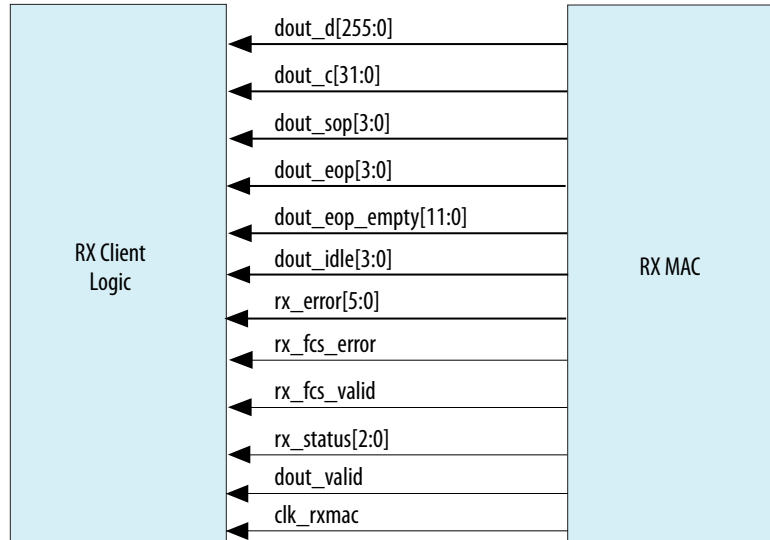 dout_d[255:0]
dout_c[31:0]
dout_sop[3:0]
dout_eop[3:0]
dout_eop_empty[11:0]
dout_idle[3:0]
rx_error[5:0]
rx_fcs_error
rx_fcs_valid
rx_status[2:0]
dout_valid
clk_rxmac
RX Client
Logic
RX MAC